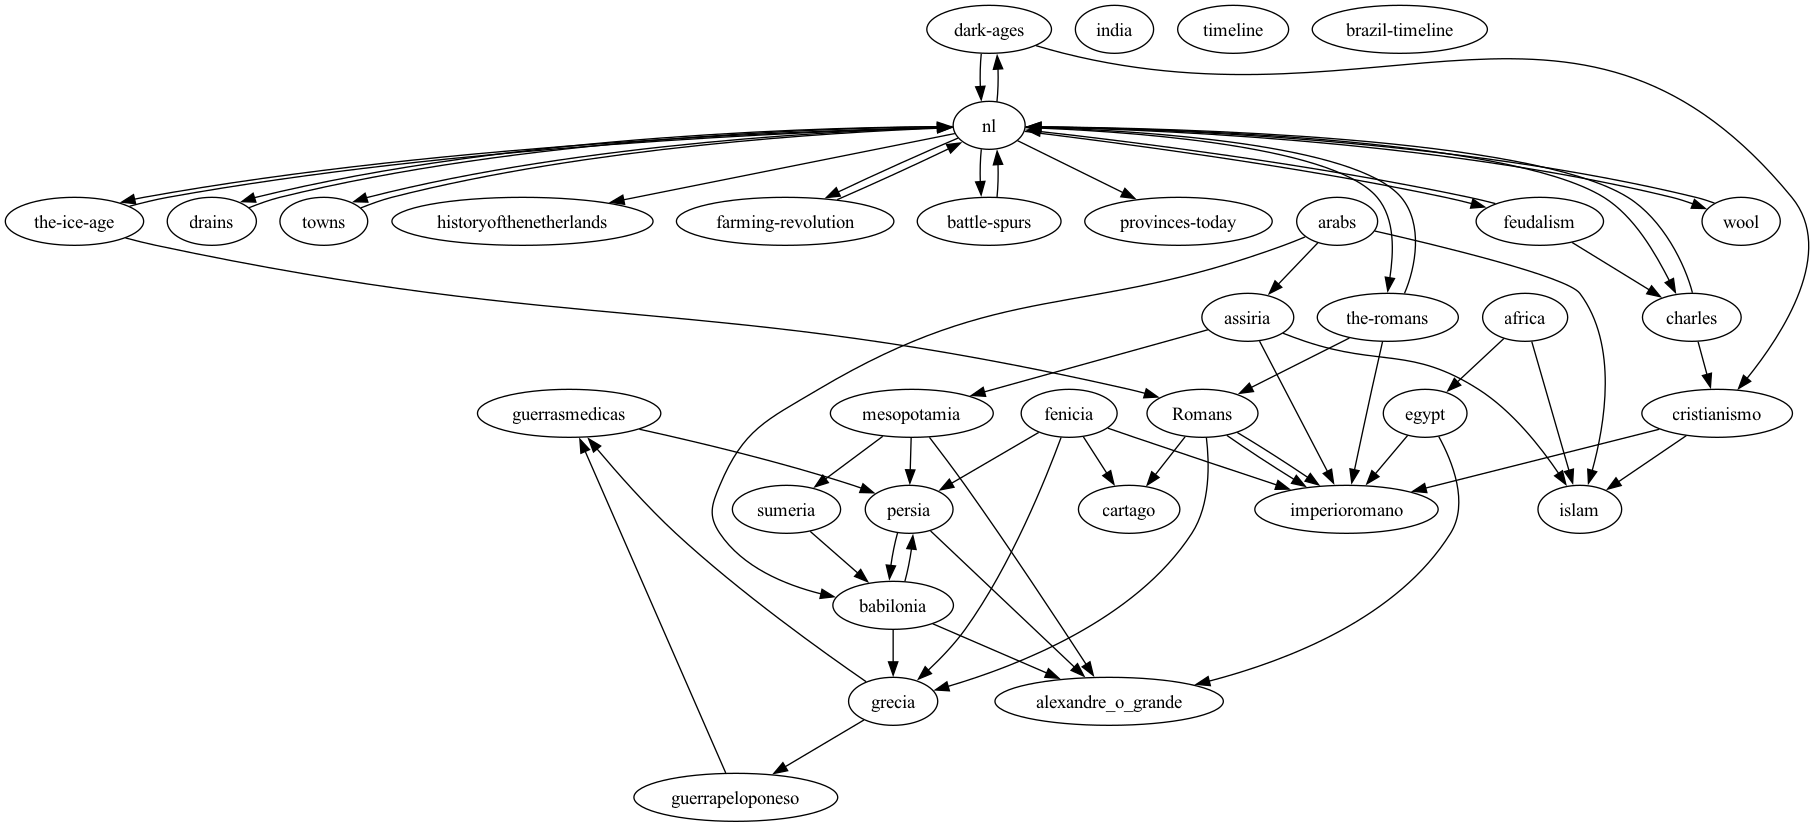 dark-ages
india
timeline
brazil-timeline
nl
the-ice-age
drains
towns
historyofthenetherlands
farming-revolution
battle-spurs
provinces-today
arabs
feudalism
wool
assiria
the-romans
africa
charles
guerrasmedicas
mesopotamia
fenicia
Romans
egypt
cristianismo
sumeria
persia
cartago
imperioromano
islam
babilonia
grecia
alexandre_o_grande
guerrapeloponeso